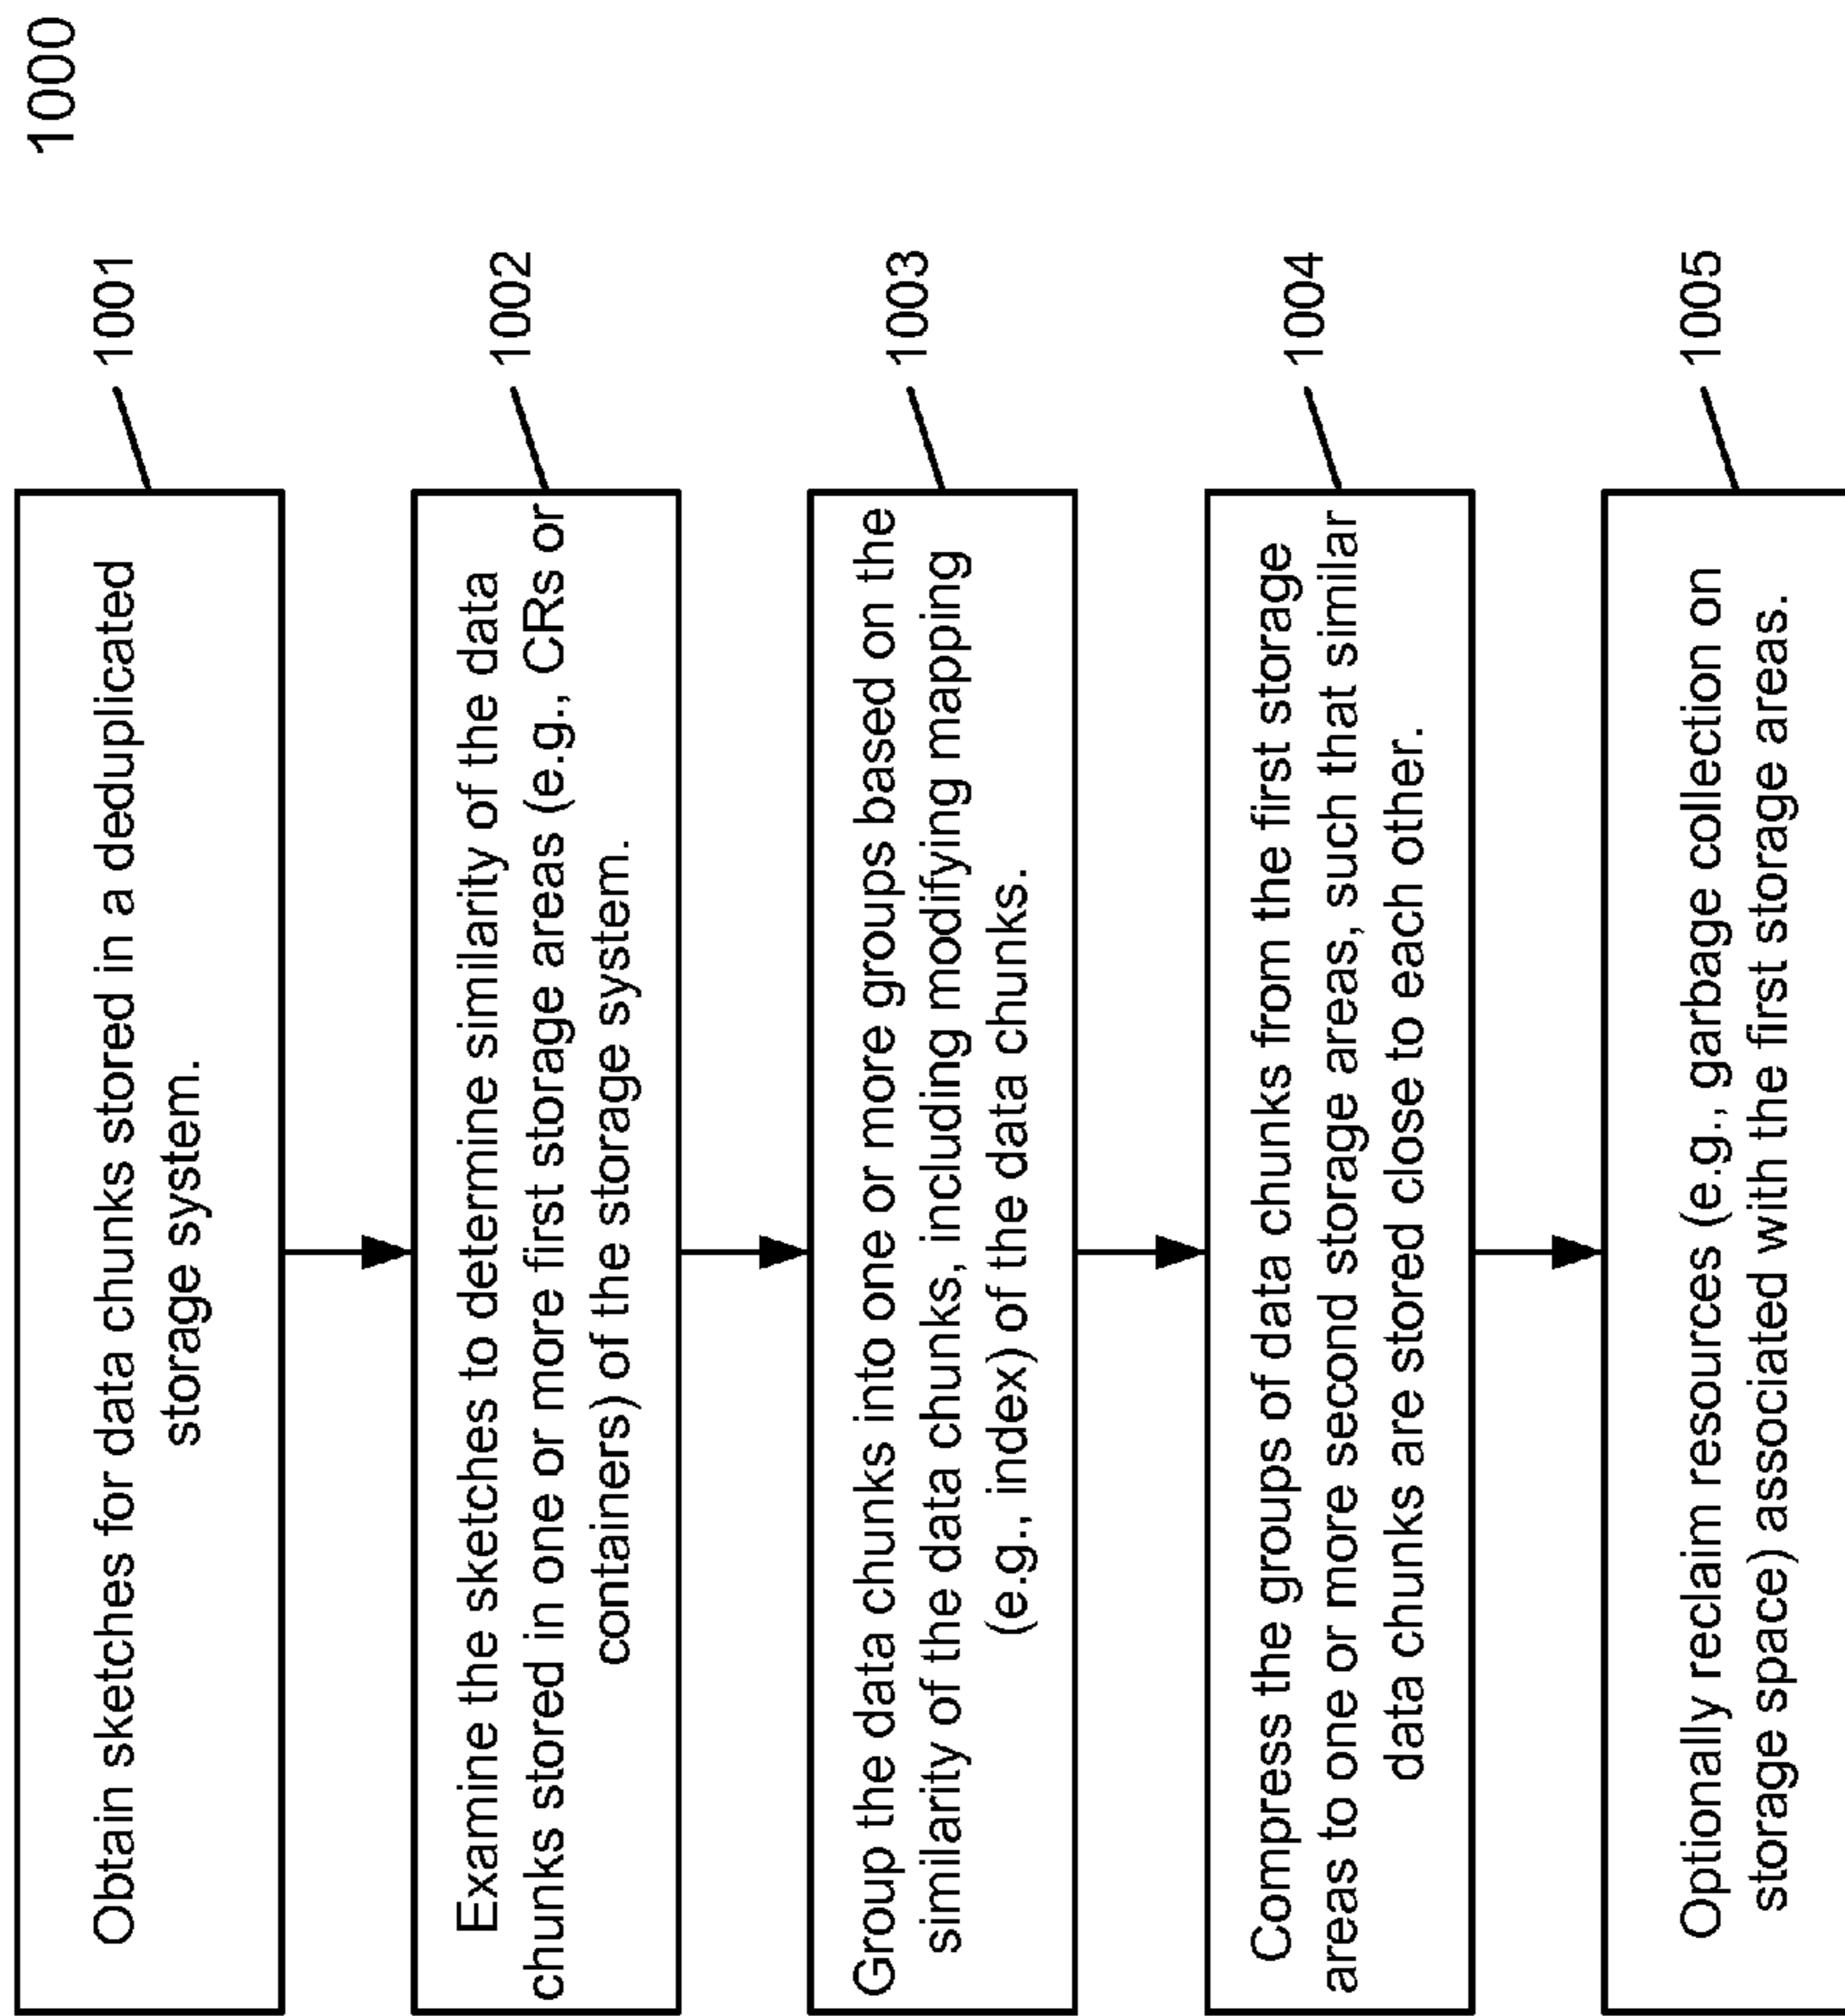 1000
Obtain sketches for data chunks stored in a deduplicated
storage system.
1001
Examine the sketches to determine similarity of the data
chunks stored in one or more first storage areas (e.g., CRs or
containers) of the storage system.
1002
Group the data chunks into one or more groups based on the
similarity of the data chunks, including modifying mapping
(e.g., index) of the data chunks.
1003
Compress the groups of data chunks from the first storage
areas to one or more second storage areas, such that similar
data chunks are stored close to each other.
1004
Optionally reclaim resources (e.g., garbage collection on
storage space) associated with the first storage areas.
1005